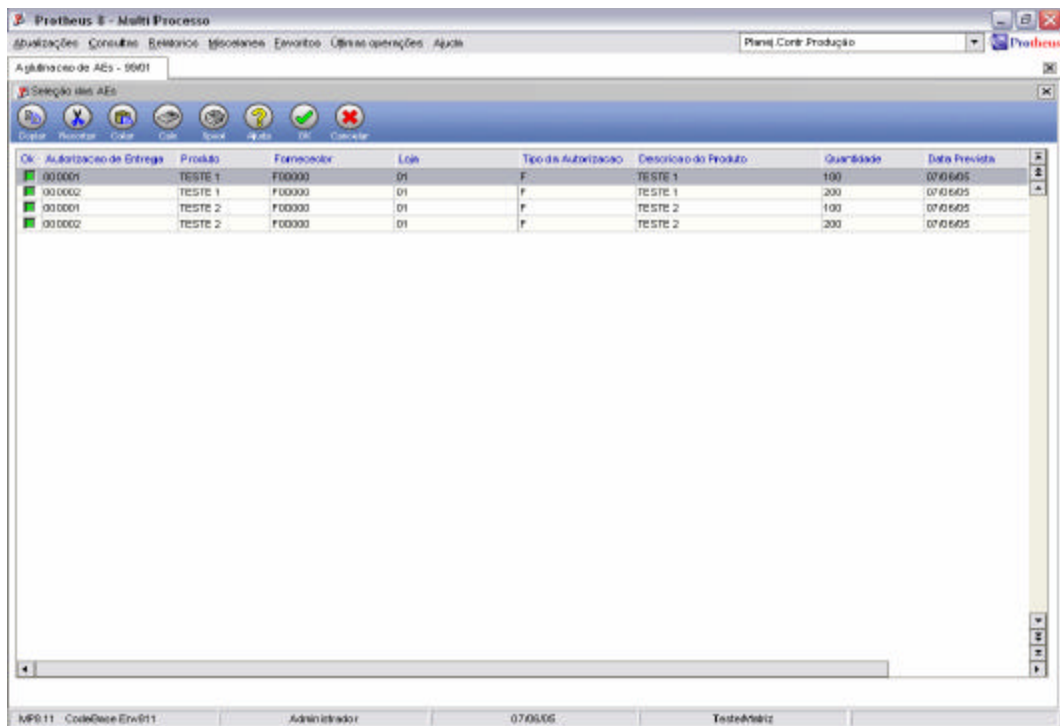 Protheus 8 - Multi Processo
Atualizações Consultas Relatorios Miscelanea Favoritos Últimas operações Ajuda Planej.Contr.Produção Protheus
Aglutinacao de AEs - 99/01
Seleção das AEs
Copiar Recortar Colar Calc Spool Ajuda OK Cancelar
Ok Autorizacao de Entrega Produto Fornecedor Loja Tipo da Autorizacao Descricao do Produto Quantidade Data Prevista
000001 TESTE 1 F00000 01 F TESTE 1 100 07/06/05
000002 TESTE 1 F00000 01 F TESTE 1 200 07/06/05
000001 TESTE 2 F00000 01 F TESTE 2 100 07/06/05
000002 TESTE 2 F00000 01 F TESTE 2 200 07/06/05
MP8.11 CodeBase Erw811 Administrador 07/06/05 Teste/Matriz